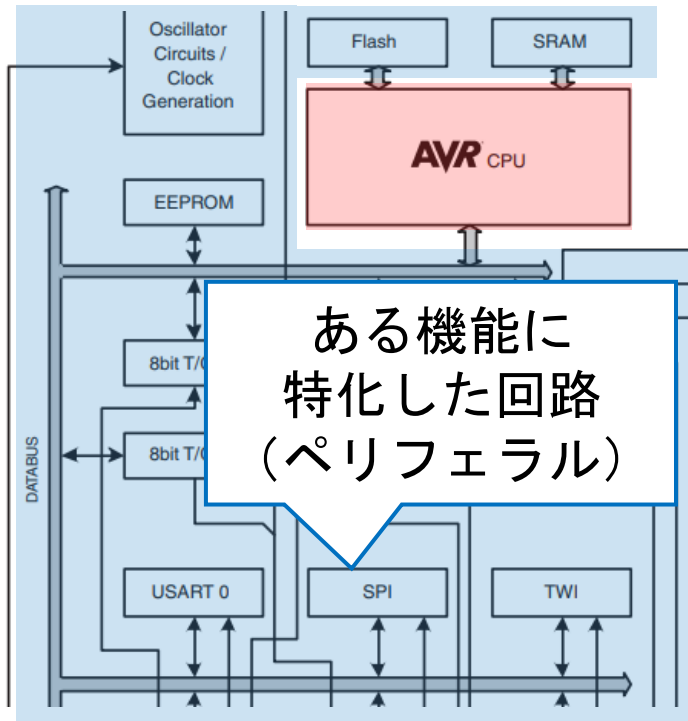 Oscillator
Circuits /
Clock
Generation
Flash
SRAM
AVR CPU
EEPROM
ある機能に
特化した回路
（ペリフェラル）
8bit T/C
8bit T/C
DATABUS
USART 0
SPI
TWI